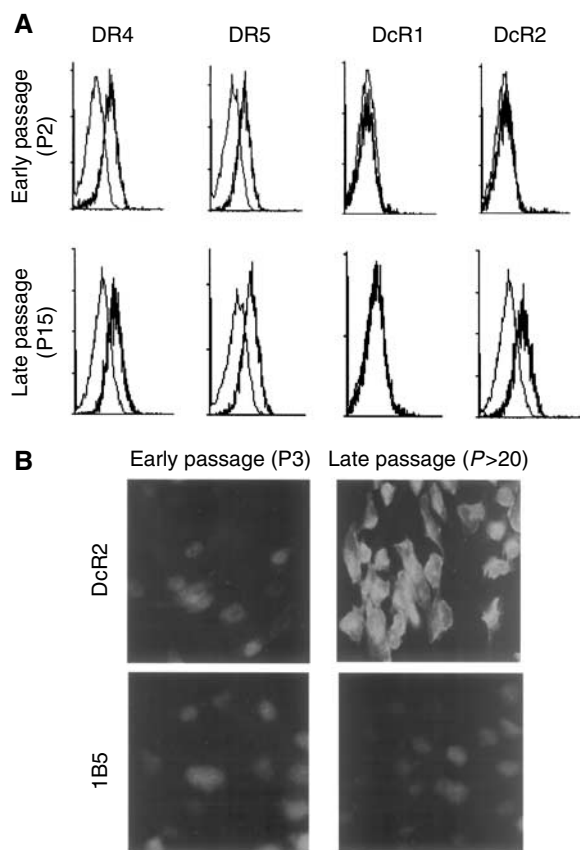 A
DR4 DR5 DcR1 DcR2
Early passage
(P2)
Late passage
(P15)
B
Early passage (P3) Late passage (P>20)
DcR2
1B5